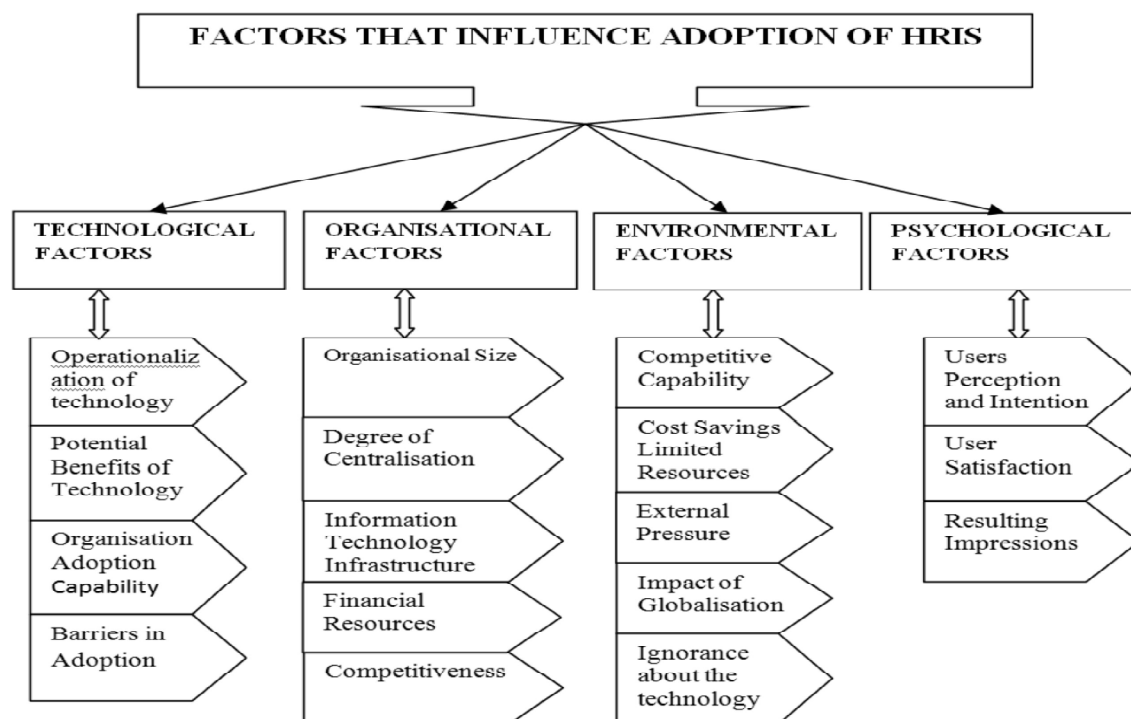 FACTORS THAT INFLUENCE ADOPTION OF HRIS
TECHNOLOGICAL
FACTORS
Operationaliz
ation of
technology
Potential
Benefits of
Technology
Organisation
Adoption
Capability
Barriers in
Adoption
ORGANISATIONAL
FACTORS
Organisational Size
Degree of
Centralisation
Information
Technology
Infrastructure
Financial
Resources
Competitiveness
ENVIRONMENTAL
FACTORS
Competitive
Capability
Cost Savings
Limited
Resources
External
Pressure
Impact of
Globalisation
Ignorance
about the
technology
PSYCHOLOGICAL
FACTORS
Users
Perception
and Intention
User
Satisfaction
Resulting
Impressions